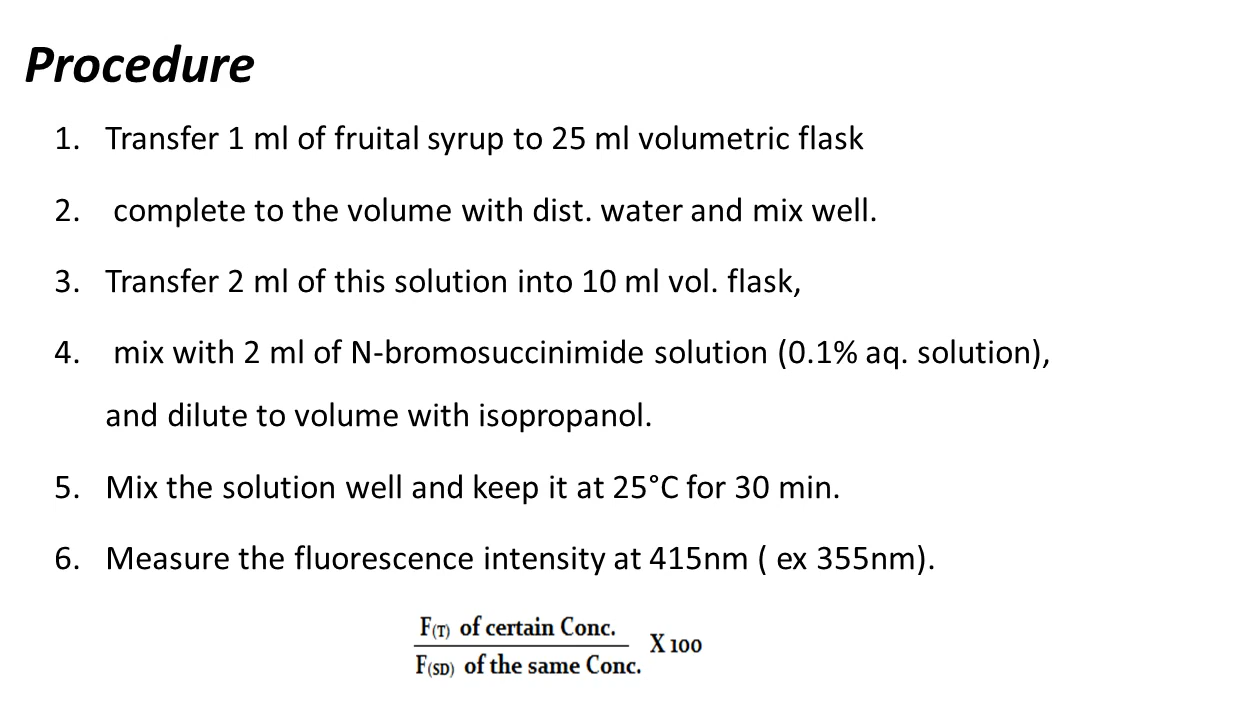 Procedure
1. Transfer 1 ml of fruital syrup to 25 ml volumetric flask
2. complete to the volume with dist. water and mix well.
3. Transfer 2 ml of this solution into 10 ml vol. flask,
4. mix with 2 ml of N-bromosuccinimide solution (0.1% aq. solution),
and dilute to volume with isopropanol.
5. Mix the solution well and keep it at 25°C for 30 min.
6. Measure the fluorescence intensity at 415nm ( ex 355nm).
F(T) of certain Conc.
F(SD) of the same Conc.
X 100